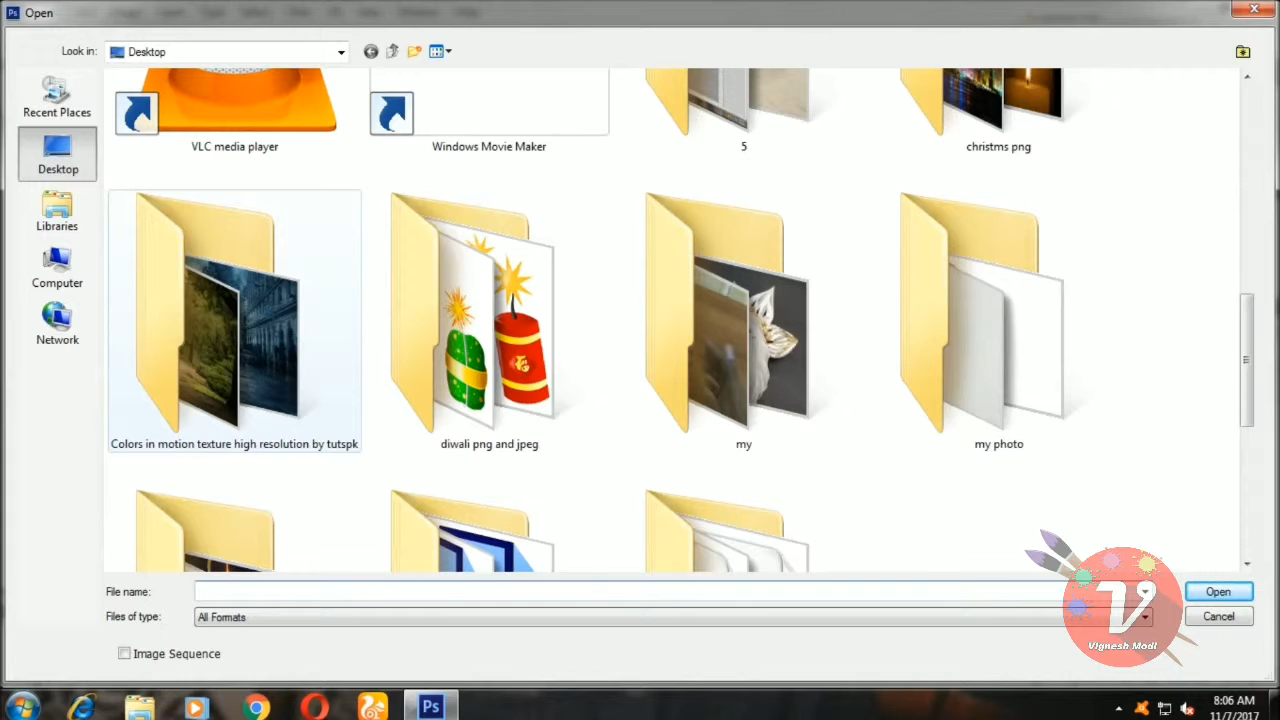 Ps Open
Look in: Desktop
Recent Places
Desktop
Libraries
Computer
Network
VLC media player
Windows Movie Maker
5
christms png
Colors in motion texture high resolution by tutspk
diwali png and jpeg
my
my photo
File name:
Open
Files of type: All Formats
Cancel
Image Sequence
V
Vignesh Modi
Ps
8:06 AM
11/7/2017